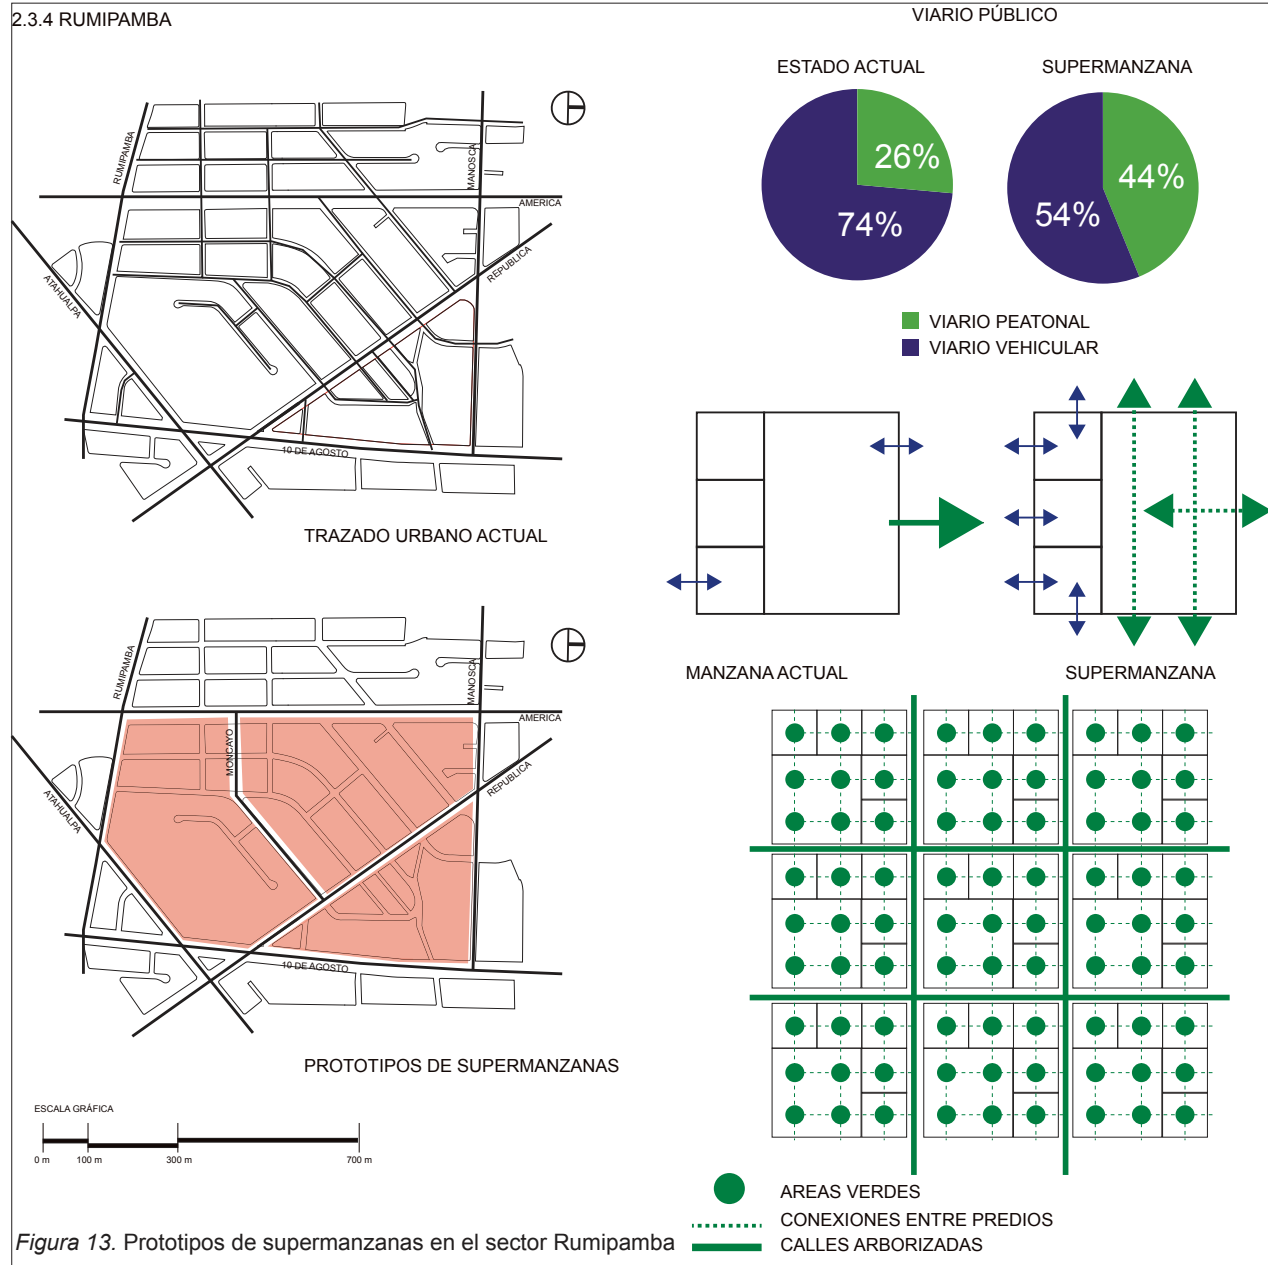 2.3.4 RUMIPAMBA
RUMIPAMBA
MANOSCA
AMERICA
REPUBLICA
ATAHUALPA
10 DE AGOSTO
TRAZADO URBANO ACTUAL
RUMIPAMBA
MANOSCA
AMERICA
MONCAYO
REPUBLICA
ATAHUALPA
10 DE AGOSTO
PROTOTIPOS DE SUPERMANZANAS
ESCALA GRÁFICA
0 m 100 m 300 m 700 m
VIARIO PÚBLICO
ESTADO ACTUAL
SUPERMANZANA
26%
74%
44%
54%
VIARIO PEATONAL
VIARIO VEHICULAR
MANZANA ACTUAL
SUPERMANZANA
AREAS VERDES
CONEXIONES ENTRE PREDIOS
CALLES ARBORIZADAS
Figura 13. Prototipos de supermanzanas en el sector Rumipamba